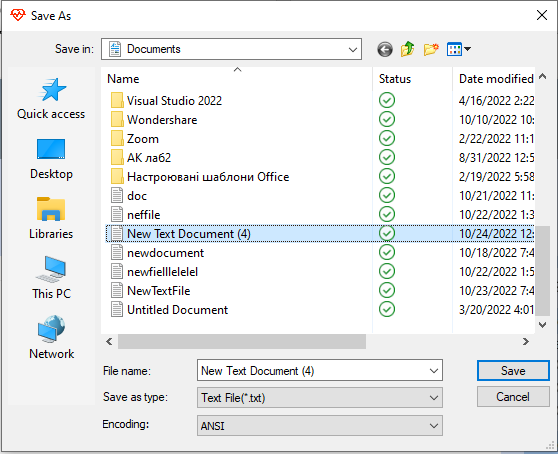 Save As
Save in: Documents
Quick access
Desktop
Libraries
This PC
Network
Name Status Date modified
Visual Studio 2022 4/16/2022 2:22
Wondershare 10/10/2022 10:
Zoom 2/22/2022 11:1
АК лаб2 8/31/2022 12:5
Настроювані шаблони Office 2/19/2022 5:58
doc 10/21/2022 11:
neffile 10/22/2022 1:3
New Text Document (4) 10/24/2022 12:
newdocument 10/18/2022 7:4
newfielllelelel 10/22/2022 1:5
NewTextFile 10/23/2022 7:4
Untitled Document 3/20/2022 4:01
File name: New Text Document (4) Save
Save as type: Text File(*.txt) Cancel
Encoding: ANSI